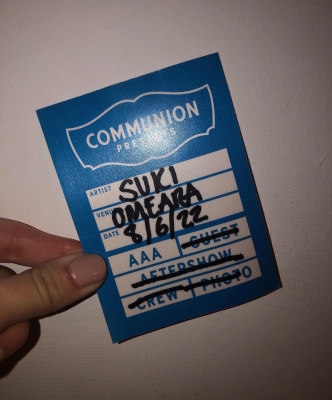 COMMUNION
PRESENTS
ARTIST SUKI
VENUE OMEARA
DATE 8/6/22
AAA GUEST
AFTERSHOW
CREW PHOTO